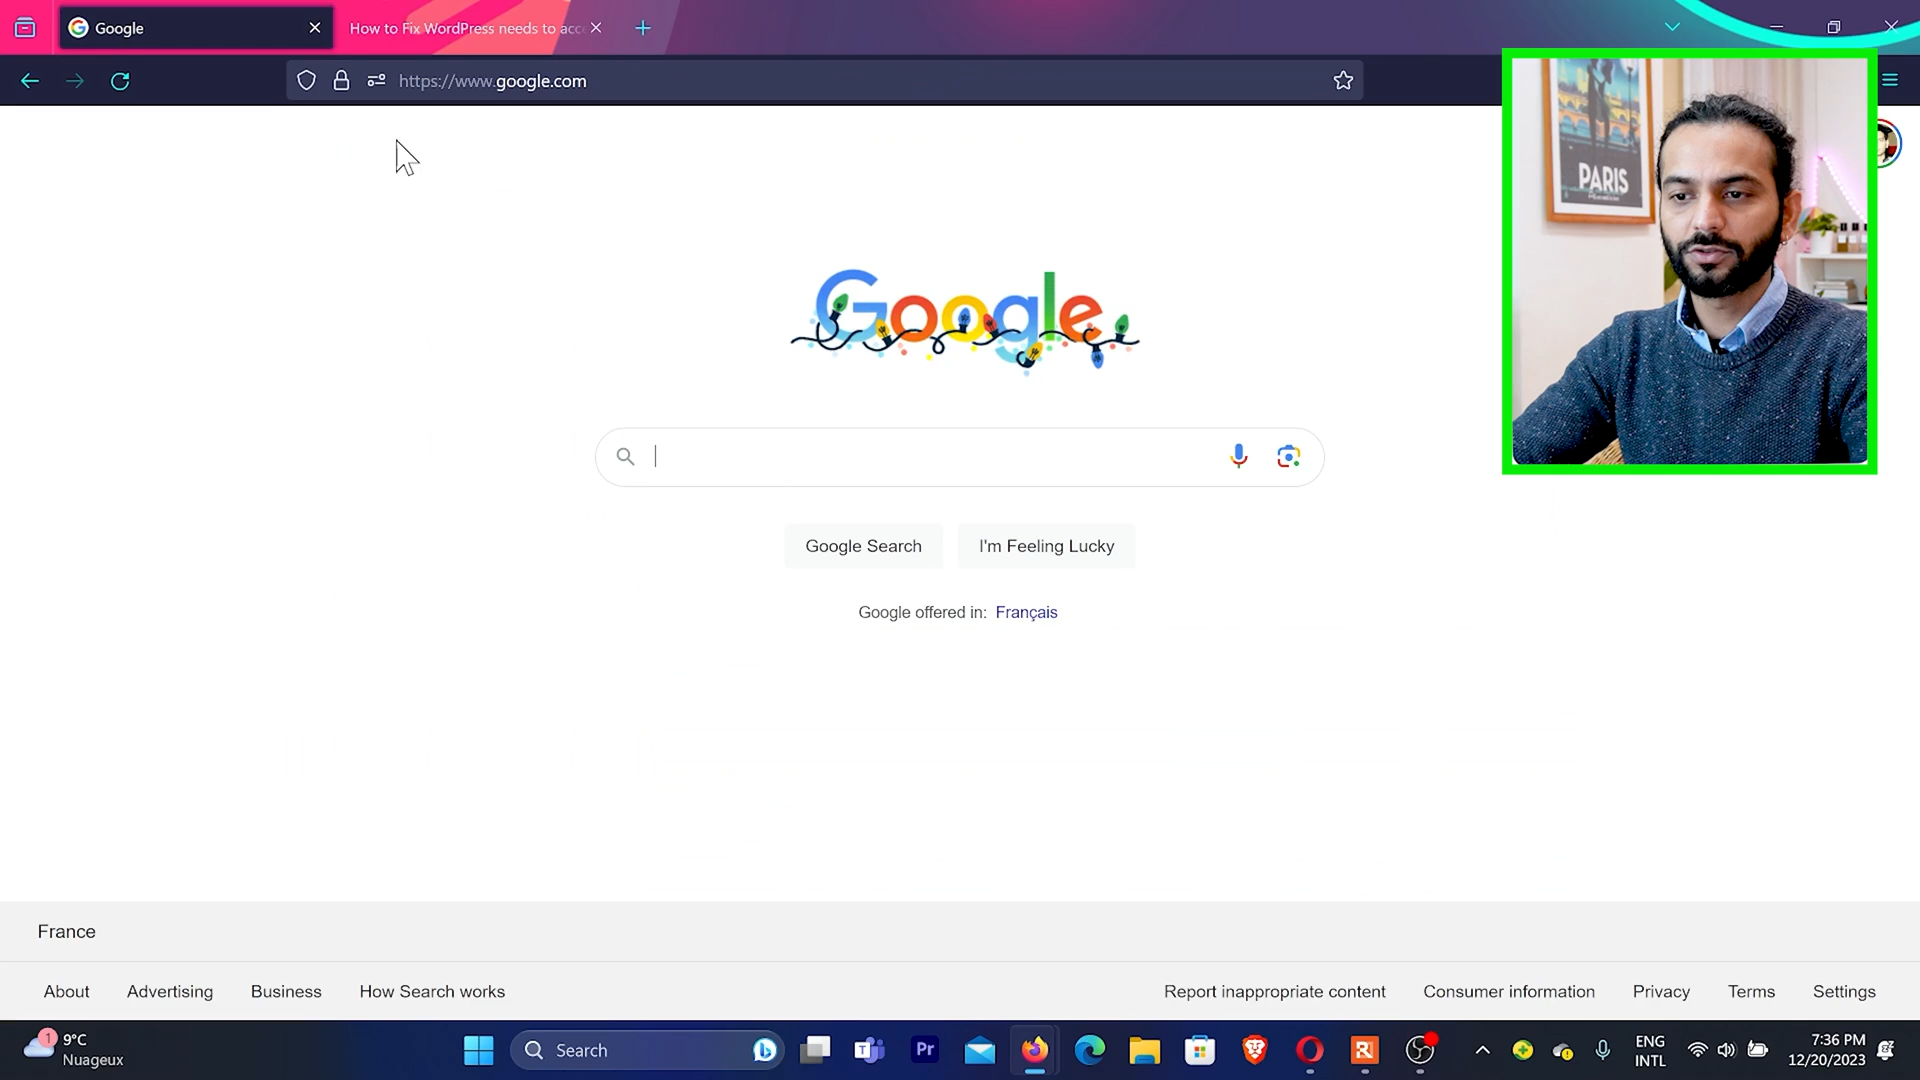 Google
How to Fix WordPress needs to acc
https://www.google.com
PARIS
Google
Google Search
I'm Feeling Lucky
Google offered in: Français
France
About
Advertising
Business
How Search works
Report inappropriate content
Consumer information
Privacy
Terms
Settings
1
9°C
Nuageux
Search
T
Pr
ENG
INTL
7:36 PM
12/20/2023